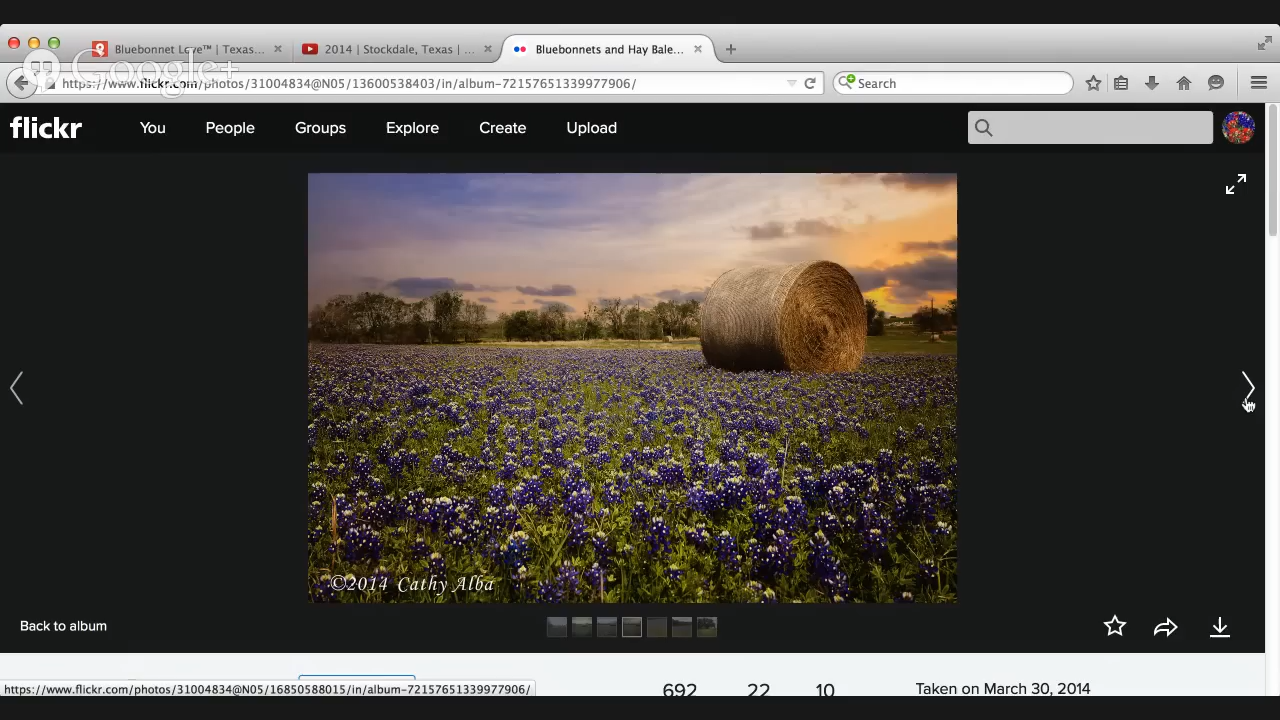 Bluebonnet Love™ | Texas...
2014 | Stockdale, Texas | ...
Bluebonnets and Hay Bale...
Google+
https://www.flickr.com/photos/31004834@N05/13600538403/in/album-72157651339977906/
Search
flickr
You
People
Groups
Explore
Create
Upload
©2014 Cathy Alba
Back to album
https://www.flickr.com/photos/31004834@N05/16850588015/in/album-72157651339977906/
692
22
10
Taken on March 30, 2014